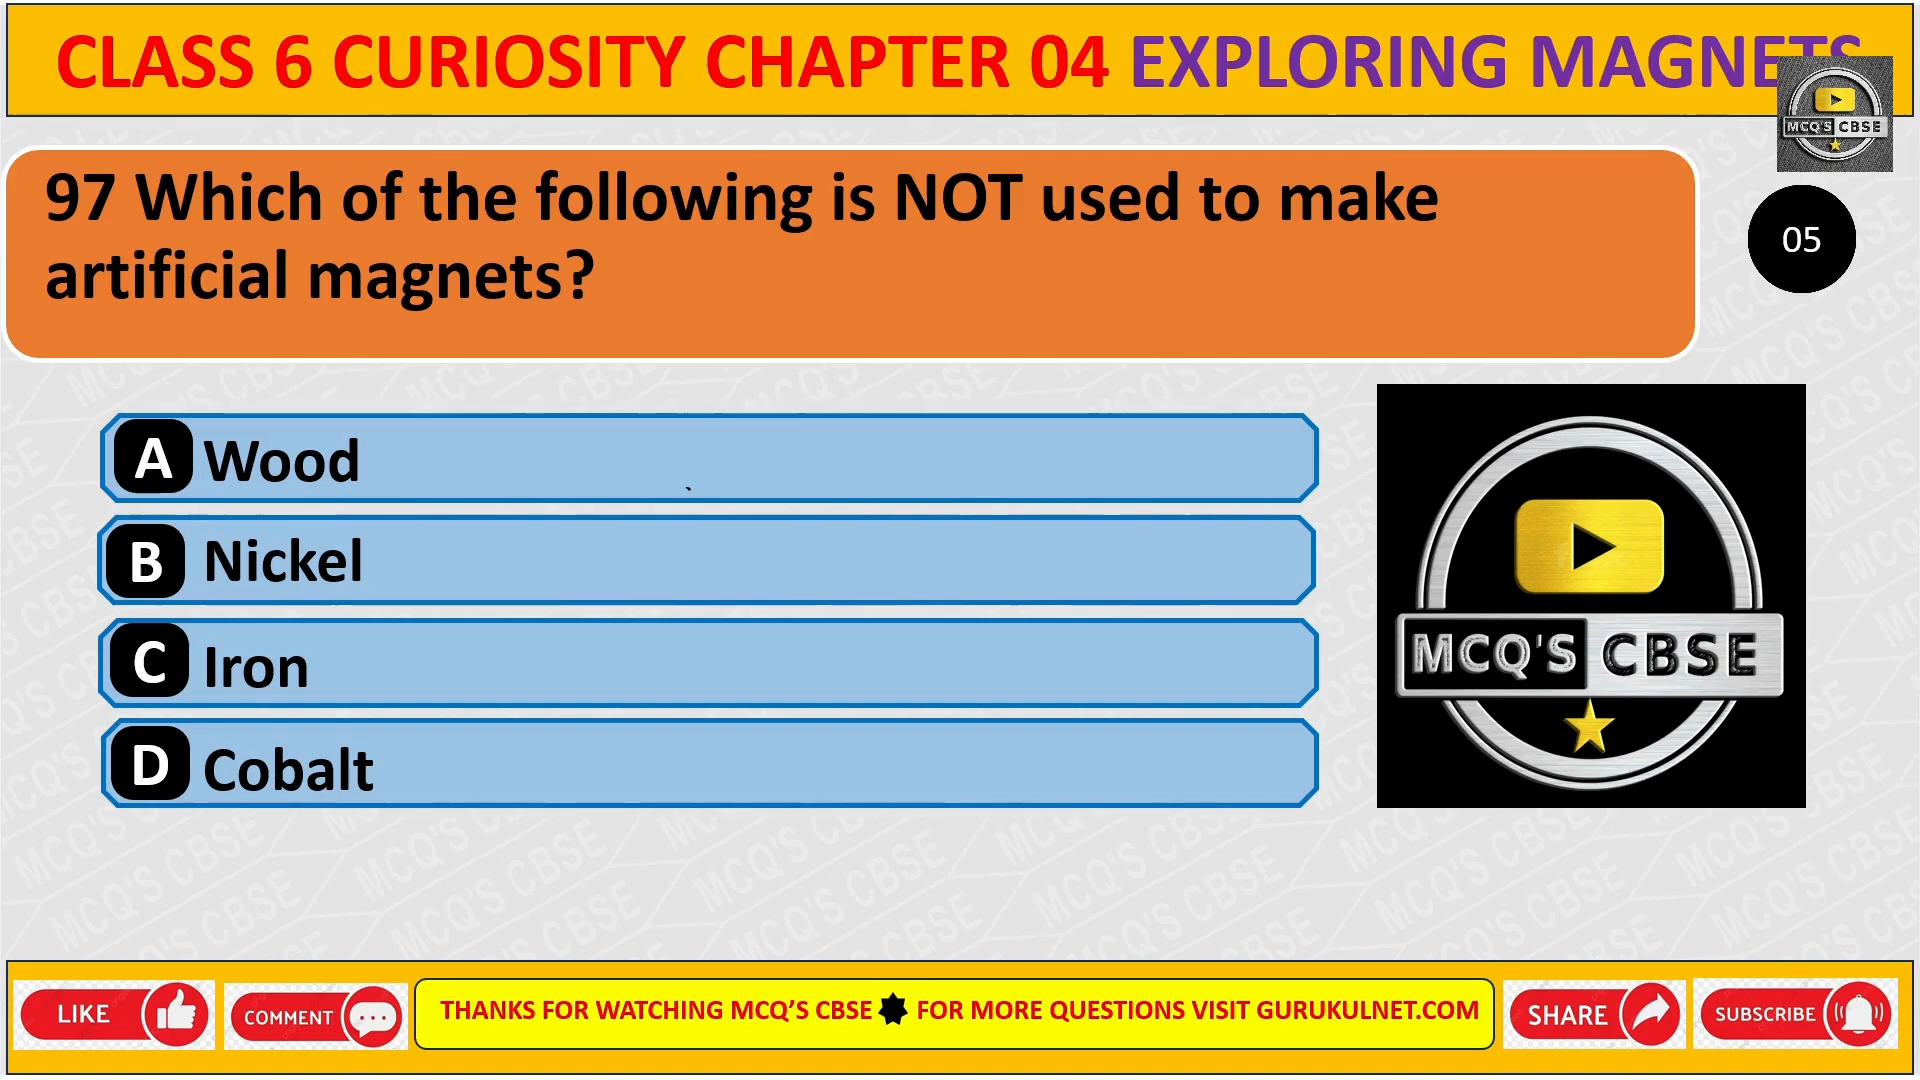 CLASS 6 CURIOSITY CHAPTER 04 EXPLORING MAGNETS
MCQ'S CBSE
97 Which of the following is NOT used to make
artificial magnets?
05
A Wood
B Nickel
C Iron
D Cobalt
MCQ'S CBSE
LIKE
COMMENT
THANKS FOR WATCHING MCQ’S CBSE FOR MORE QUESTIONS VISIT GURUKULNET.COM
SHARE
SUBSCRIBE